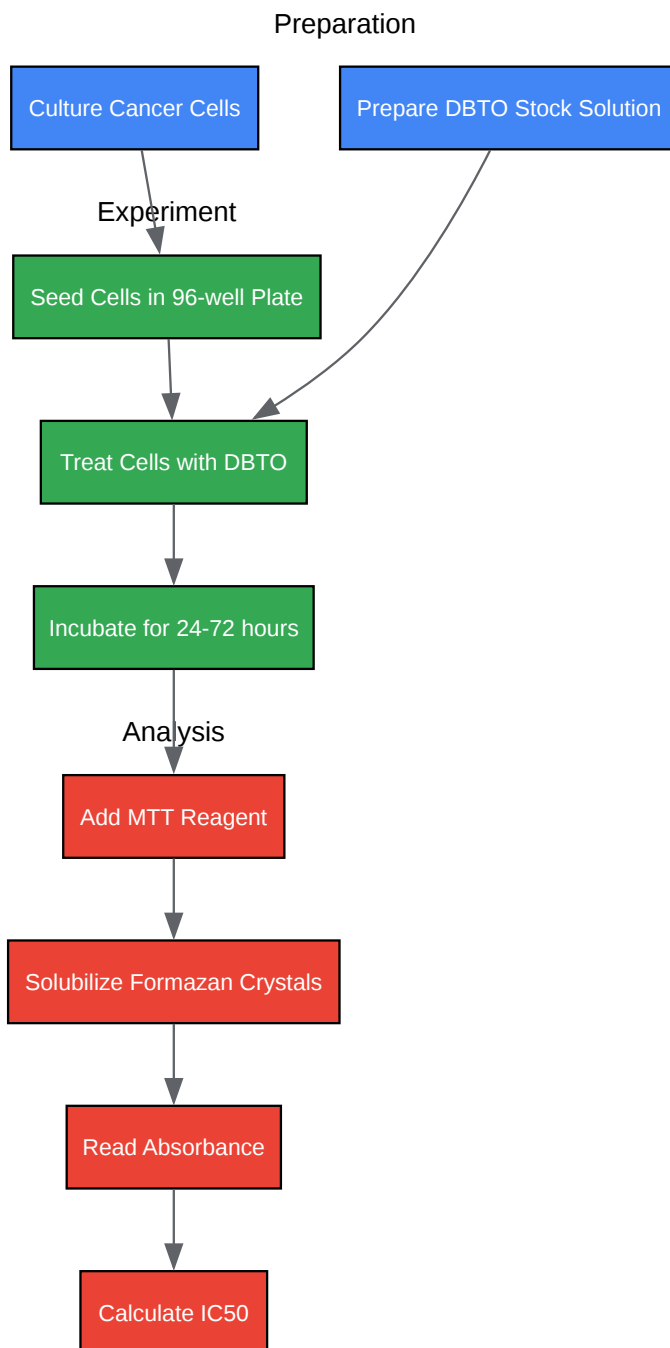 Preparation
Culture Cancer Cells
Prepare DBTO Stock Solution
Experiment
Seed Cells in 96-well Plate
Treat Cells with DBTO
Incubate for 24-72 hours
Analysis
Add MTT Reagent
Solubilize Formazan Crystals
Read Absorbance
Calculate IC50